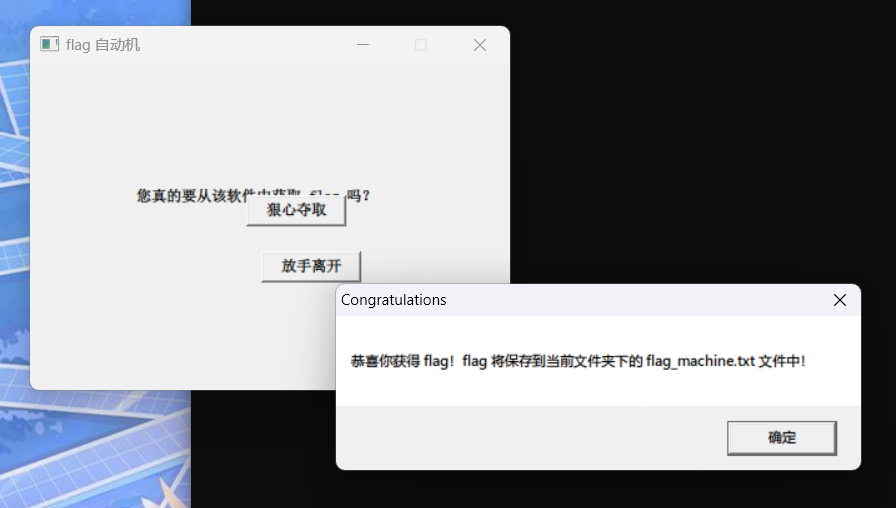 flag 自动机
您真的要从该软件中获取 flag 吗?
狠心夺取
放手离开
Congratulations
恭喜你获得 flag! flag 将保存到当前文件夹下的 flag_machine.txt 文件中!
确定